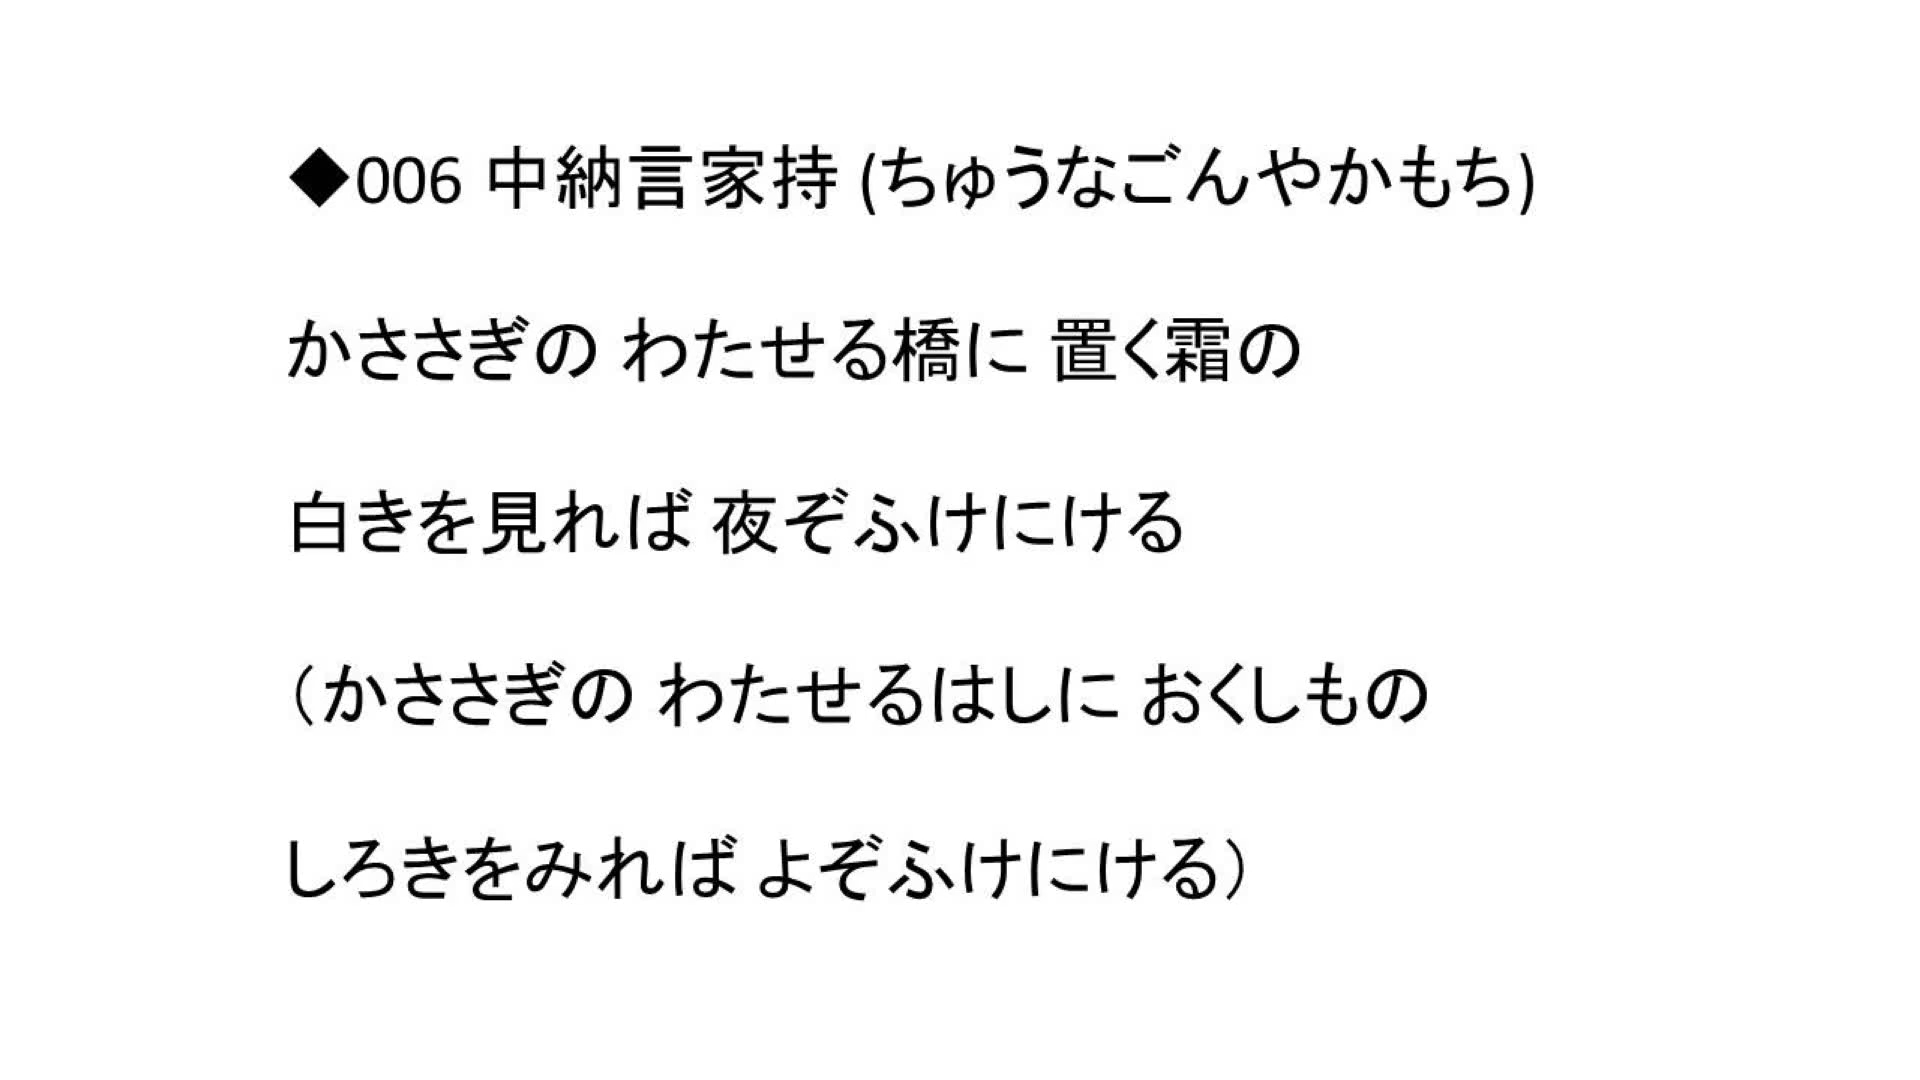 ◆006 中納言家持 (ちゅうなごんやかもち)
かささぎの わたせる橋に 置く霜の
白きを見れば 夜ぞふけにける
（かささぎの わたせるはしに おくしもの
しろきをみれば よぞふけにける）